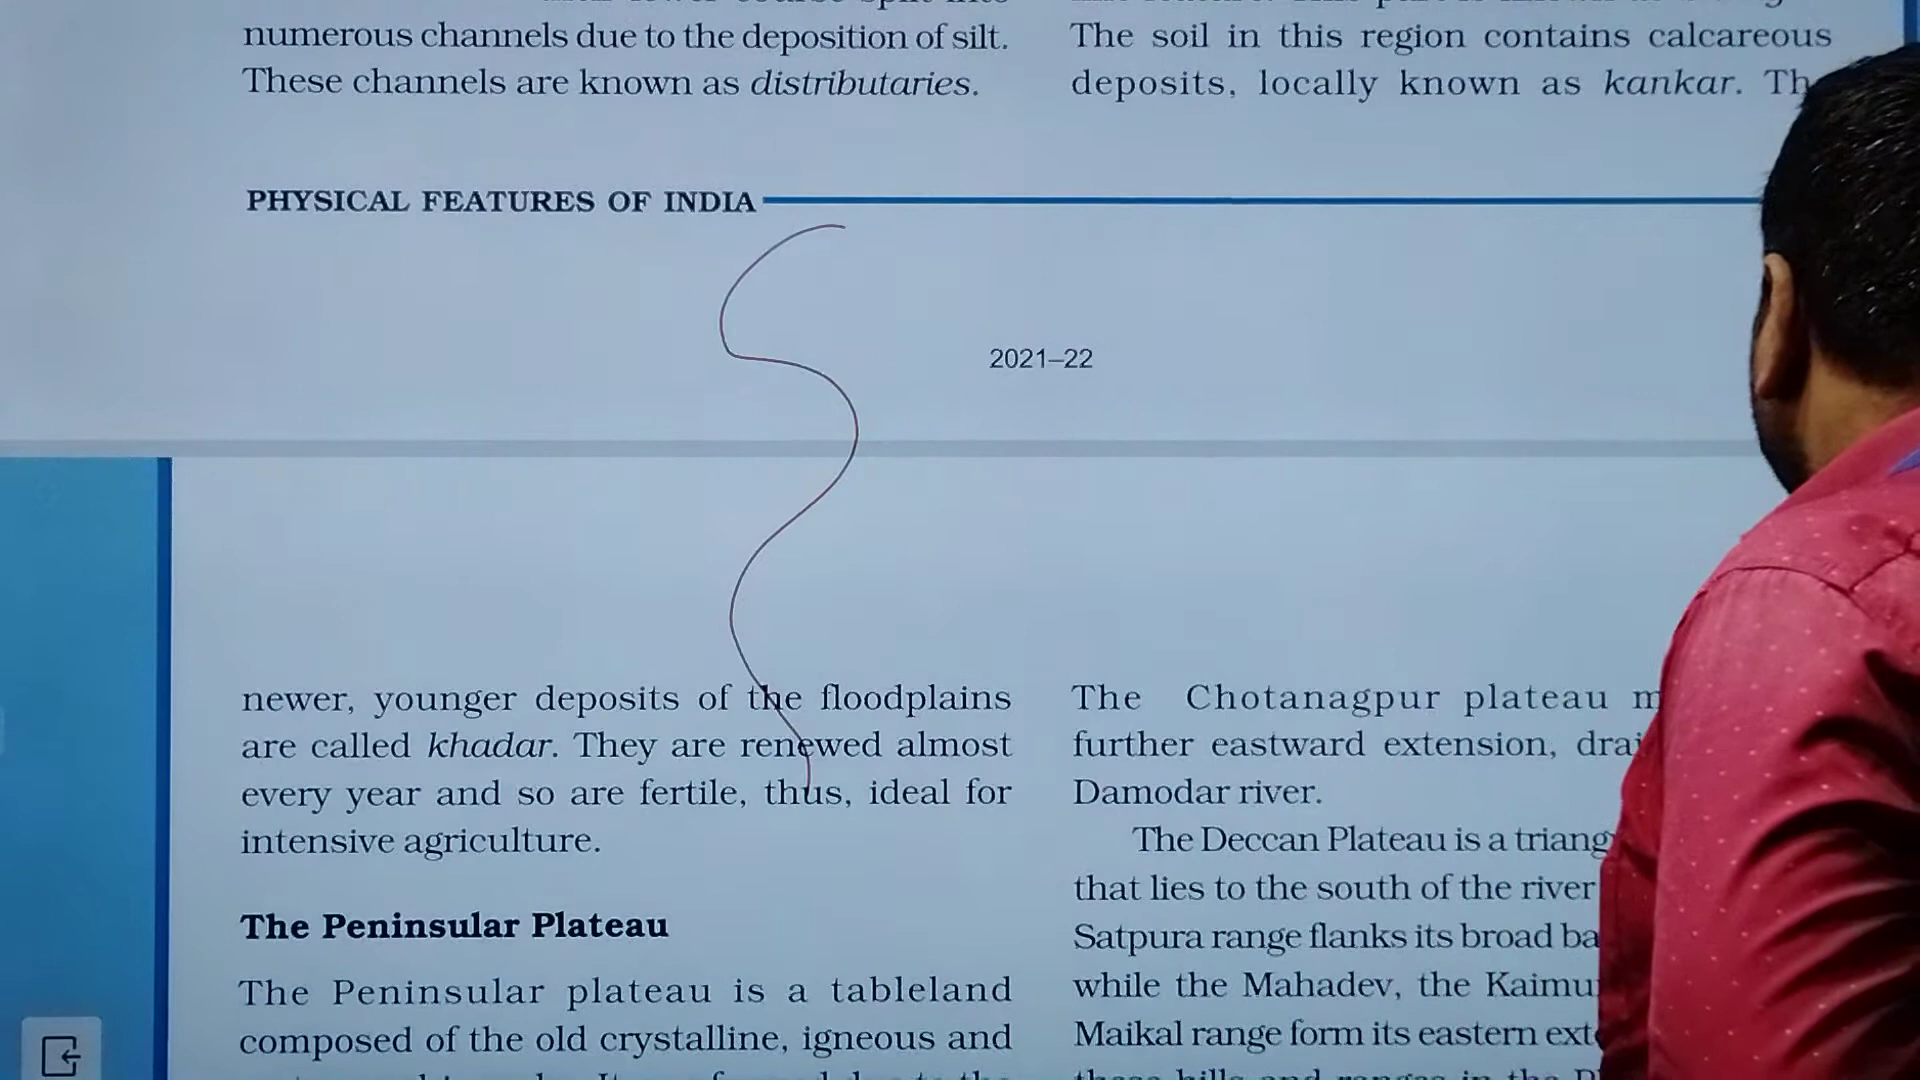 numerous channels due to the deposition of silt.
These channels are known as distributaries.
The soil in this region contains calcareous
deposits, locally known as kankar.
PHYSICAL FEATURES OF INDIA
2021–22
newer, younger deposits of the floodplains
are called khadar. They are renewed almost
every year and so are fertile, thus, ideal for
intensive agriculture.
The Peninsular Plateau
The Peninsular plateau is a tableland
composed of the old crystalline, igneous and
The Chotanagpur plateau
further eastward extension,
Damodar river.
The Deccan Plateau is a
that lies to the south of the river
Satpura range flanks its broad
while the Mahadev, the
Maikal range form its eastern